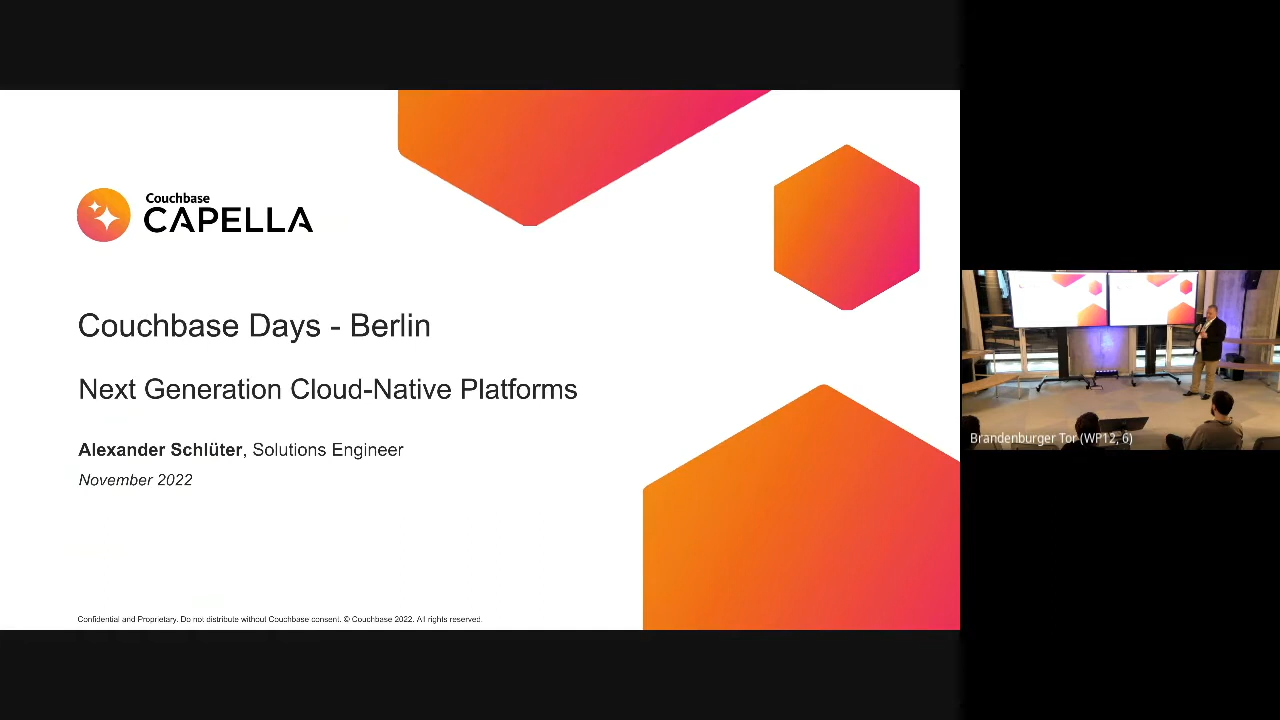 Couchbase
CAPELLA
Couchbase Days - Berlin
Next Generation Cloud-Native Platforms
Alexander Schlüter, Solutions Engineer
November 2022
Confidential and Proprietary. Do not distribute without Couchbase consent. © Couchbase 2022. All rights reserved.
Brandenburger Tor (WP12, 6)